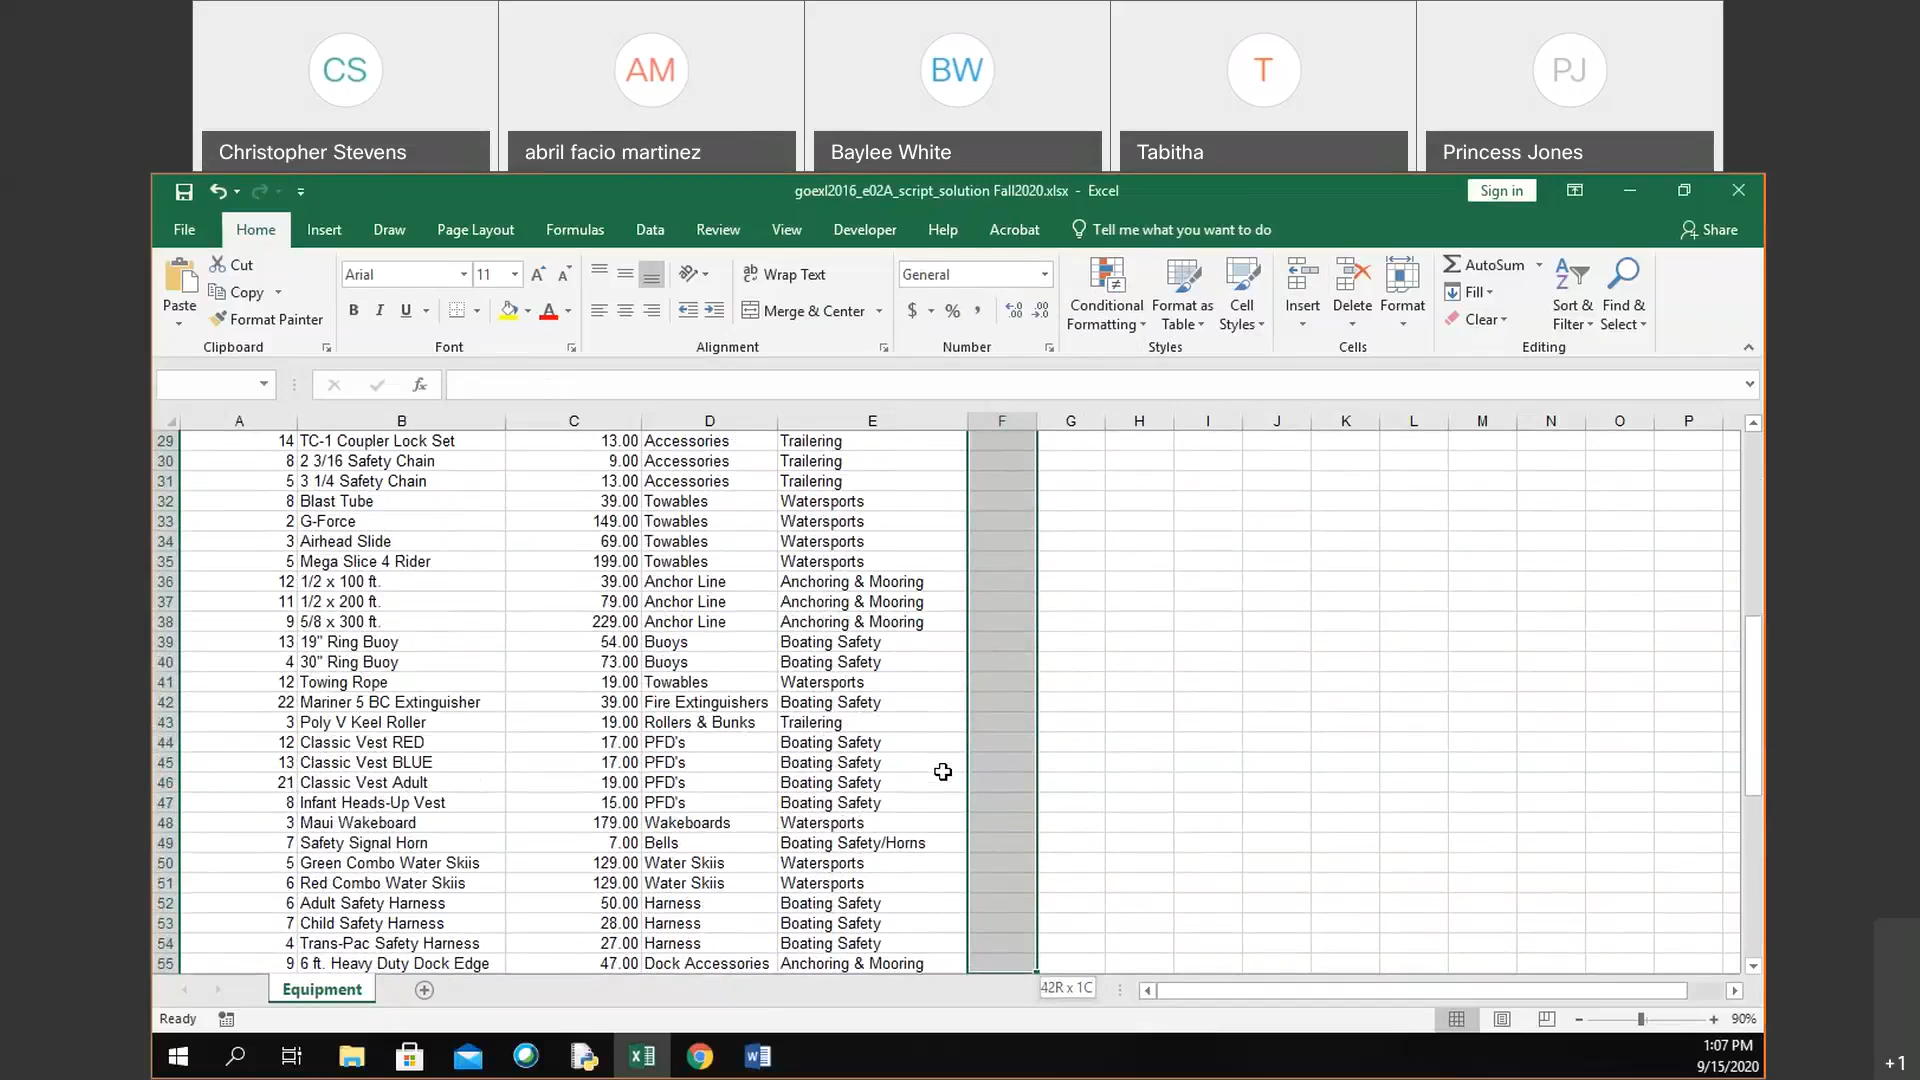 CS AM BW T PJ
Christopher Stevens abril facio martinez Baylee White Tabitha Princess Jones
goexl2016_e02A_script_solution Fall2020.xlsx - Excel Sign in
File Home Insert Draw Page Layout Formulas Data Review View Developer Help Acrobat Tell me what you want to do Share
Cut Copy Format Painter Paste
Clipboard
Arial 11 B I U
Font
ab Wrap Text Merge & Center
Alignment
General $ % , .00 .00
Number
Conditional Formatting Format as Table Cell Styles
Styles
Insert Delete Format
Cells
AutoSum Fill Clear Sort & Filter Find & Select
Editing
fx
A B C D E F G H I J K L M N O P
29 14 TC-1 Coupler Lock Set 13.00 Accessories Trailering
30 8 2 3/16 Safety Chain 9.00 Accessories Trailering
31 5 3 1/4 Safety Chain 13.00 Accessories Trailering
32 8 Blast Tube 39.00 Towables Watersports
33 2 G-Force 149.00 Towables Watersports
34 3 Airhead Slide 69.00 Towables Watersports
35 5 Mega Slice 4 Rider 199.00 Towables Watersports
36 12 1/2 x 100 ft. 39.00 Anchor Line Anchoring & Mooring
37 11 1/2 x 200 ft. 79.00 Anchor Line Anchoring & Mooring
38 9 5/8 x 300 ft. 229.00 Anchor Line Anchoring & Mooring
39 13 19" Ring Buoy 54.00 Buoys Boating Safety
40 4 30" Ring Buoy 73.00 Buoys Boating Safety
41 12 Towing Rope 19.00 Towables Watersports
42 22 Mariner 5 BC Extinguisher 39.00 Fire Extinguishers Boating Safety
43 3 Poly V Keel Roller 19.00 Rollers & Bunks Trailering
44 12 Classic Vest RED 17.00 PFD's Boating Safety
45 13 Classic Vest BLUE 17.00 PFD's Boating Safety
46 21 Classic Vest Adult 19.00 PFD's Boating Safety
47 8 Infant Heads-Up Vest 15.00 PFD's Boating Safety
48 3 Maui Wakeboard 179.00 Wakeboards Watersports
49 7 Safety Signal Horn 7.00 Bells Boating Safety/Horns
50 5 Green Combo Water Skiis 129.00 Water Skiis Watersports
51 6 Red Combo Water Skiis 129.00 Water Skiis Watersports
52 6 Adult Safety Harness 50.00 Harness Boating Safety
53 7 Child Safety Harness 28.00 Harness Boating Safety
54 4 Trans-Pac Safety Harness 27.00 Harness Boating Safety
55 9 6 ft. Heavy Duty Dock Edge 47.00 Dock Accessories Anchoring & Mooring
Equipment 42R x 1C
Ready 90%
1:07 PM
9/15/2020
+1